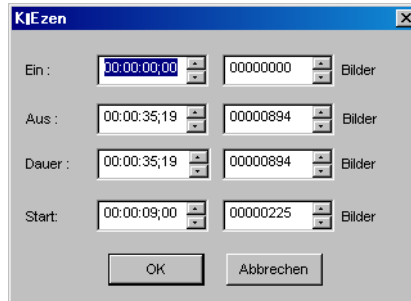 KJEzen
Ein : 00:00:00;00 00000000 Bilder
Aus : 00:00:35;19 00000894 Bilder
Dauer : 00:00:35;19 00000894 Bilder
Start: 00:00:09;00 00000225 Bilder
OK Abbrechen